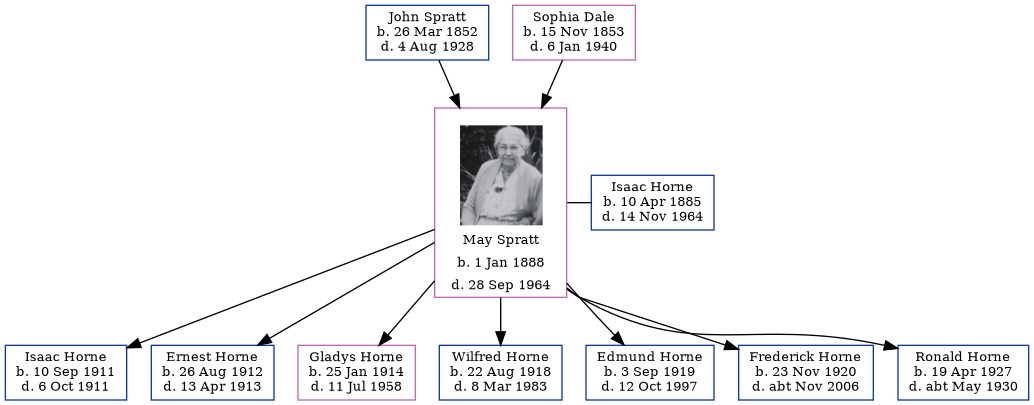 John Spratt
b. 26 Mar 1852
d. 4 Aug 1928
Sophia Dale
b. 15 Nov 1853
d. 6 Jan 1940
May Spratt
b. 1 Jan 1888
d. 28 Sep 1964
Isaac Horne
b. 10 Apr 1885
d. 14 Nov 1964
Isaac Horne
b. 10 Sep 1911
d. 6 Oct 1911
Ernest Horne
b. 26 Aug 1912
d. 13 Apr 1913
Gladys Horne
b. 25 Jan 1914
d. 11 Jul 1958
Wilfred Horne
b. 22 Aug 1918
d. 8 Mar 1983
Edmund Horne
b. 3 Sep 1919
d. 12 Oct 1997
Frederick Horne
b. 23 Nov 1920
d. abt Nov 2006
Ronald Horne
b. 19 Apr 1927
d. abt May 1930